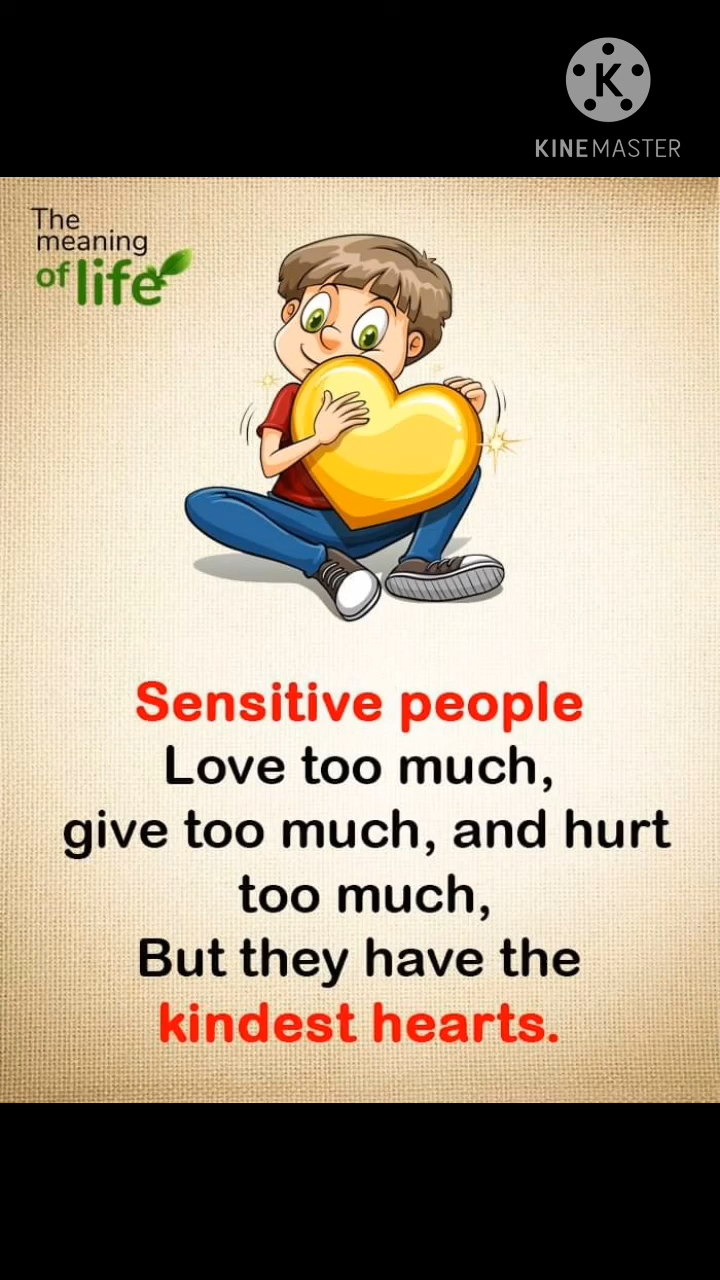 K
KINEMASTER
The
meaning
of life
Sensitive people
Love too much,
give too much, and hurt
too much,
But they have the
kindest hearts.